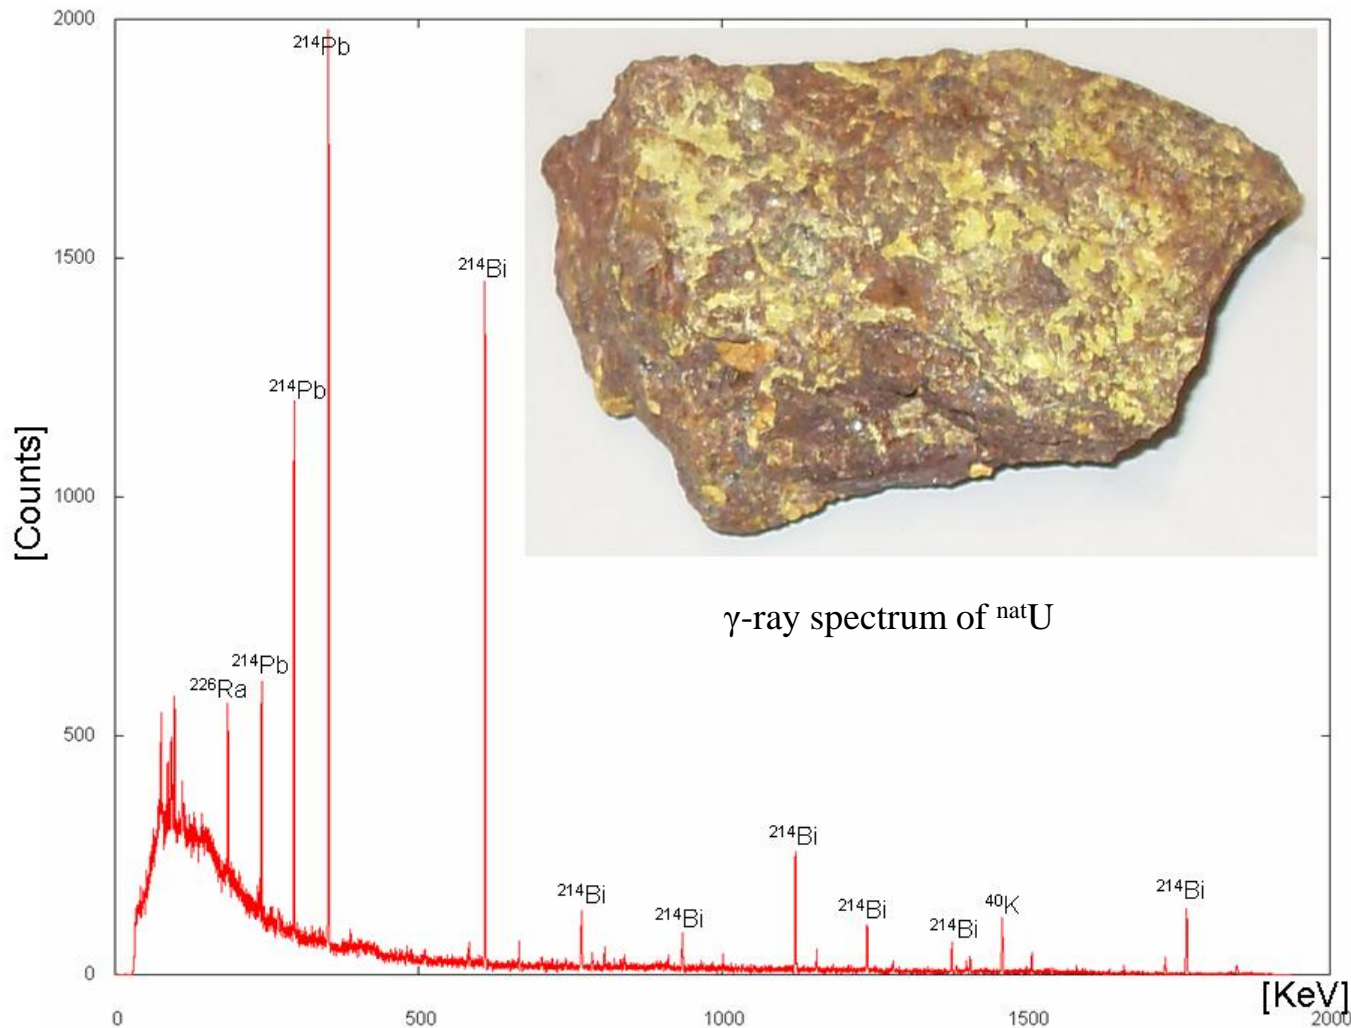 2000
²¹⁴Pb
1500
²¹⁴Bi
²¹⁴Pb
[Counts]
1000
γ-ray spectrum of ⁿᵃᵗU
²¹⁴Pb
²²⁶Ra
500
²¹⁴Bi
²¹⁴Bi
²¹⁴Bi
²¹⁴Bi
²¹⁴Bi
⁴⁰K
²¹⁴Bi
0
[KeV]
0 500 1000 1500 2000